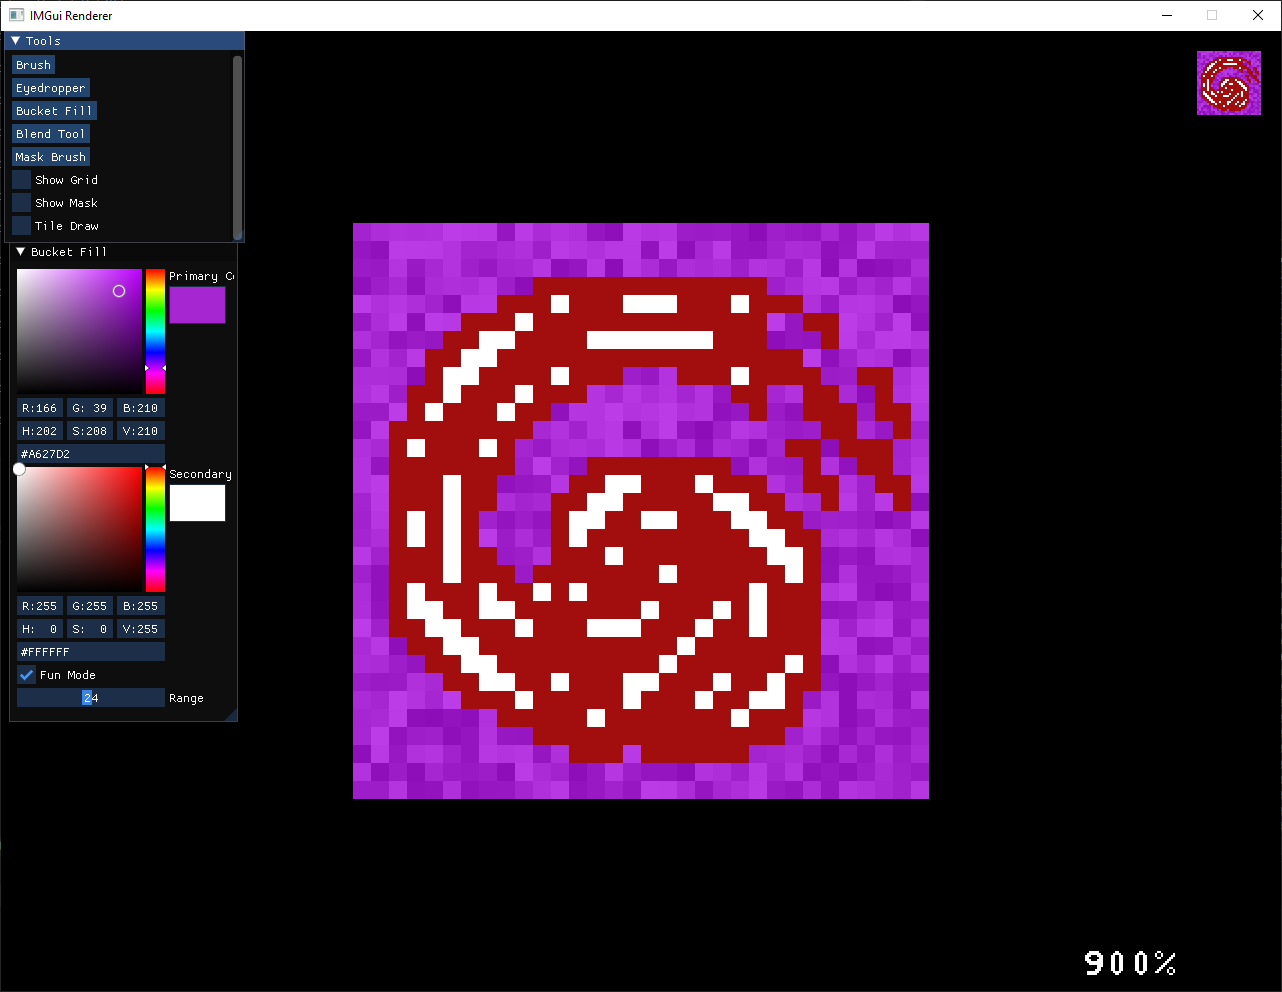 IMGui Renderer
Tools
Brush
Eyedropper
Bucket Fill
Blend Tool
Mask Brush
Show Grid
Show Mask
Tile Draw
Bucket Fill
Primary
R:166 G: 39 B:210
H:202 S:208 V:210
#A627D2
Secondary
R:255 G:255 B:255
H: 0 S: 0 V:255
#FFFFFF
Fun Mode
24 Range
900%